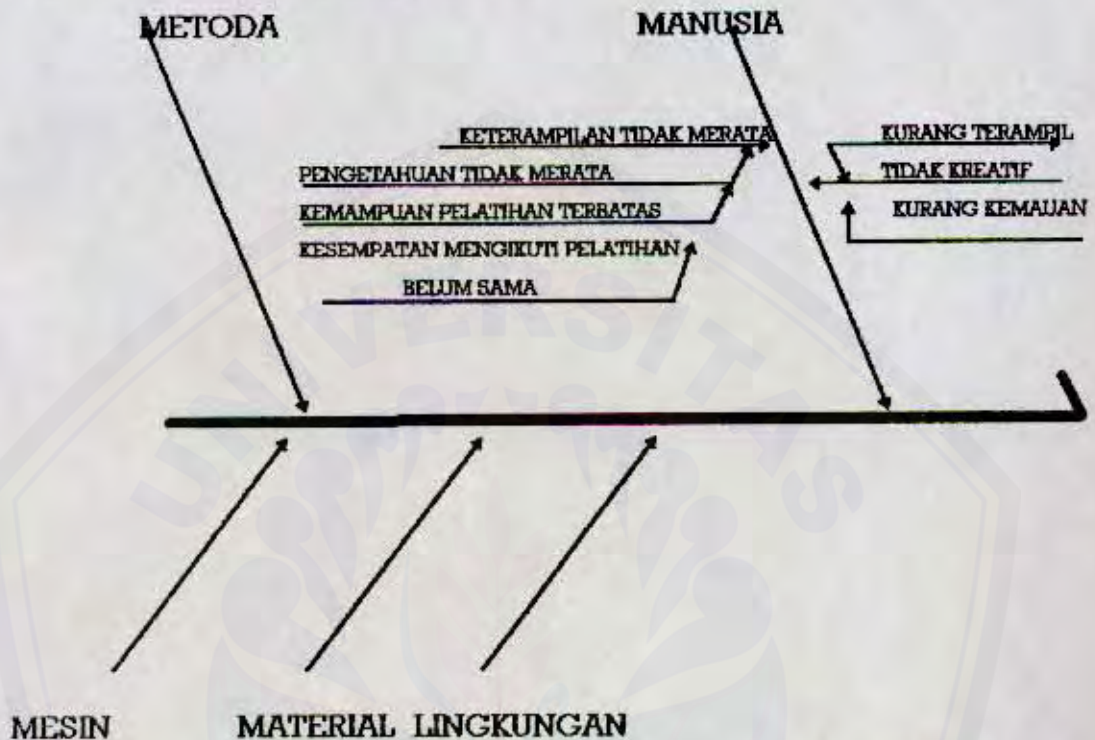 METODA MANUSIA
KETERAMPILAN TIDAK MERATA
PENGETAHUAN TIDAK MERATA
KEMAMPUAN PELATIHAN TERBATAS
KESEMPATAN MENGIKUTI PELATIHAN
BELUM SAMA
KURANG TERAMPIL
TIDAK KREATIF
KURANG KEMAUAN
UNIVERSITAS
MESIN MATERIAL LINGKUNGAN